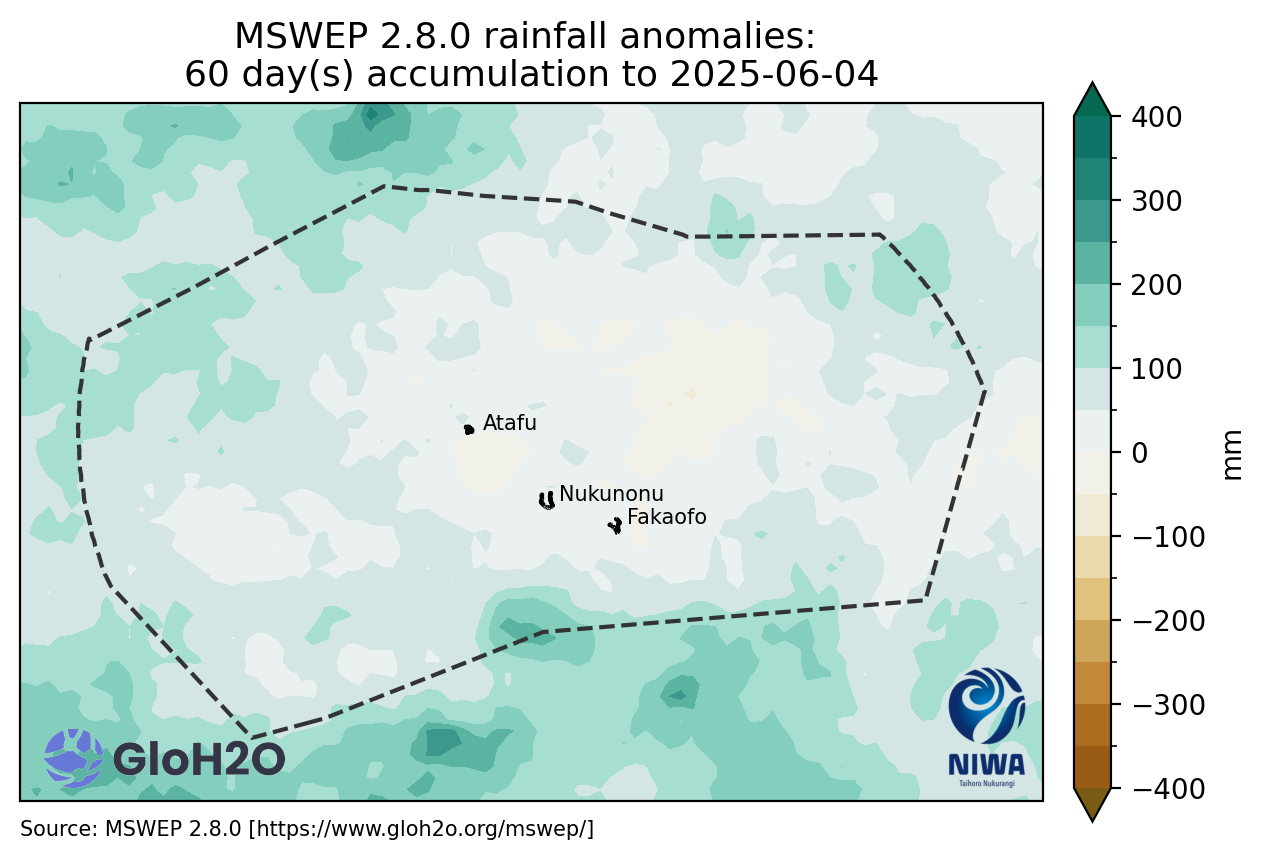 MSWEP 2.8.0 rainfall anomalies:
60 day(s) accumulation to 2025-06-04
400
300
200
100
0
−100
−200
−300
−400
mm
Atafu
Nukunonu
Fakaofo
GloH2O
NIWA
Taihoro Nukurangi
Source: MSWEP 2.8.0 [https://www.gloh2o.org/mswep/]